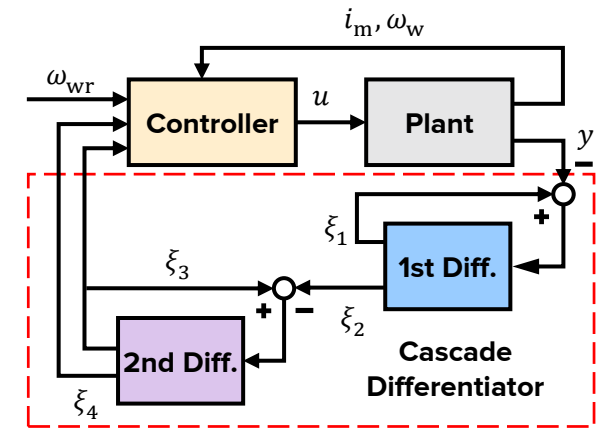 i_m, ω_w
ω_wr
Controller
u
Plant
y
−
+
ξ_1
1st Diff.
ξ_3
+
−
ξ_2
2nd Diff.
Cascade
Differentiator
ξ_4